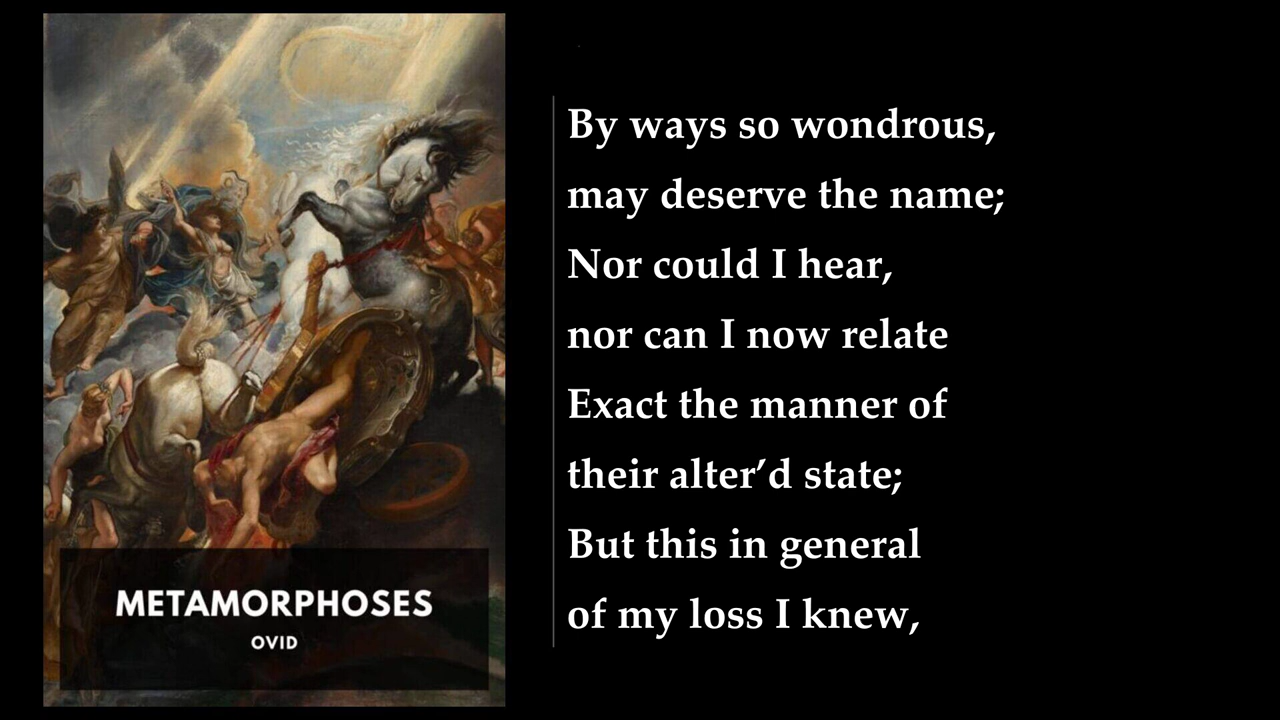 METAMORPHOSES
OVID
By ways so wondrous,
may deserve the name;
Nor could I hear,
nor can I now relate
Exact the manner of
their alter’d state;
But this in general
of my loss I knew,